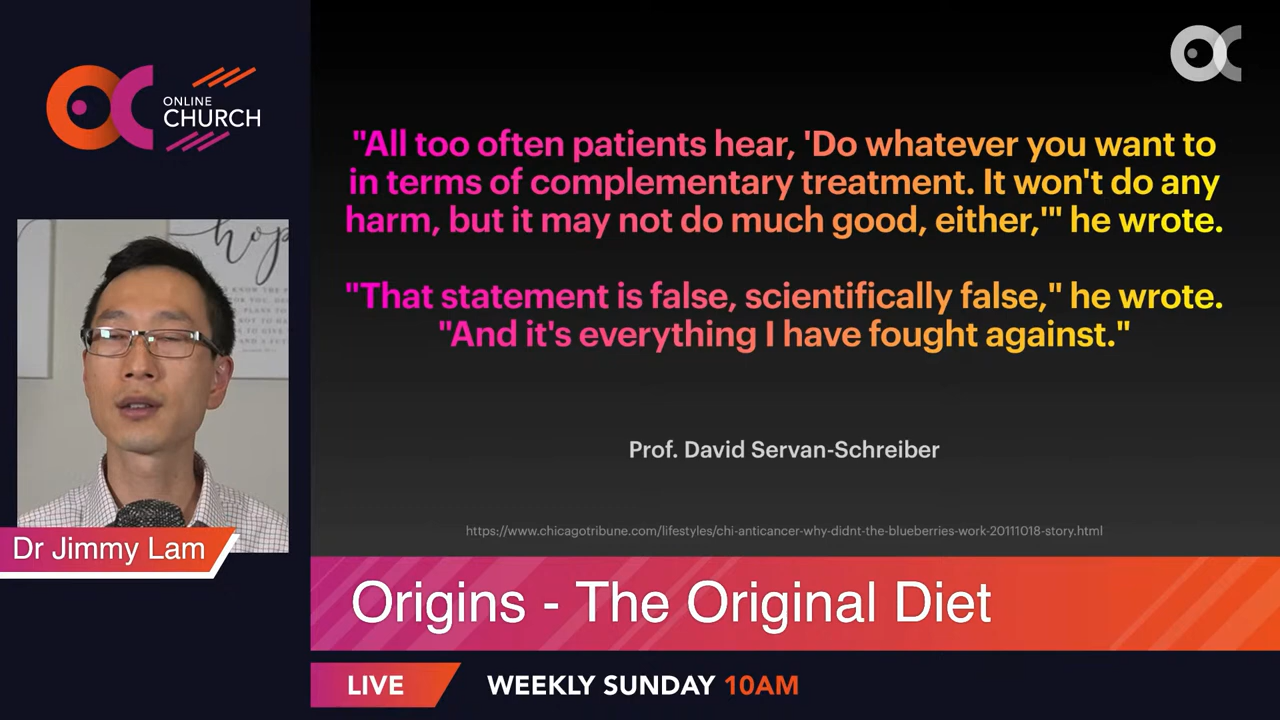 ONLINE
CHURCH
"All too often patients hear, 'Do whatever you want to
in terms of complementary treatment. It won't do any
harm, but it may not do much good, either,'" he wrote.
"That statement is false, scientifically false," he wrote.
"And it's everything I have fought against."
Prof. David Servan-Schreiber
https://www.chicagotribune.com/lifestyles/chi-anticancer-why-didnt-the-blueberries-work-20111018-story.html
hope
Dr Jimmy Lam
Origins - The Original Diet
LIVE
WEEKLY SUNDAY 10AM